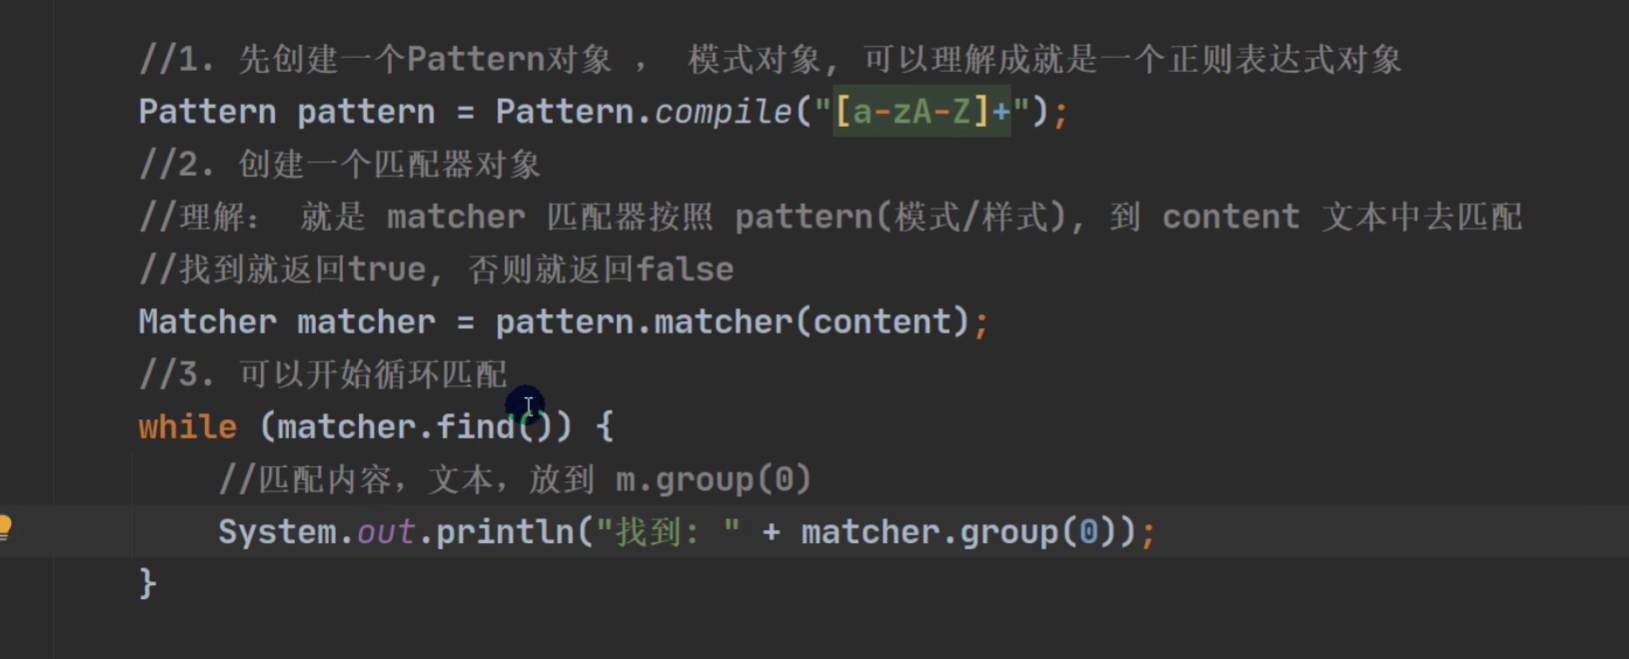 //1. 先创建一个Pattern对象 ， 模式对象, 可以理解成就是一个正则表达式对象
Pattern pattern = Pattern.compile("[a-zA-Z]+");
//2. 创建一个匹配器对象
//理解： 就是 matcher 匹配器按照 pattern(模式/样式), 到 content 文本中去匹配
//找到就返回true, 否则就返回false
Matcher matcher = pattern.matcher(content);
//3. 可以开始循环匹配
while (matcher.find()) {
//匹配内容，文本，放到 m.group(0)
System.out.println("找到: " + matcher.group(0));
}